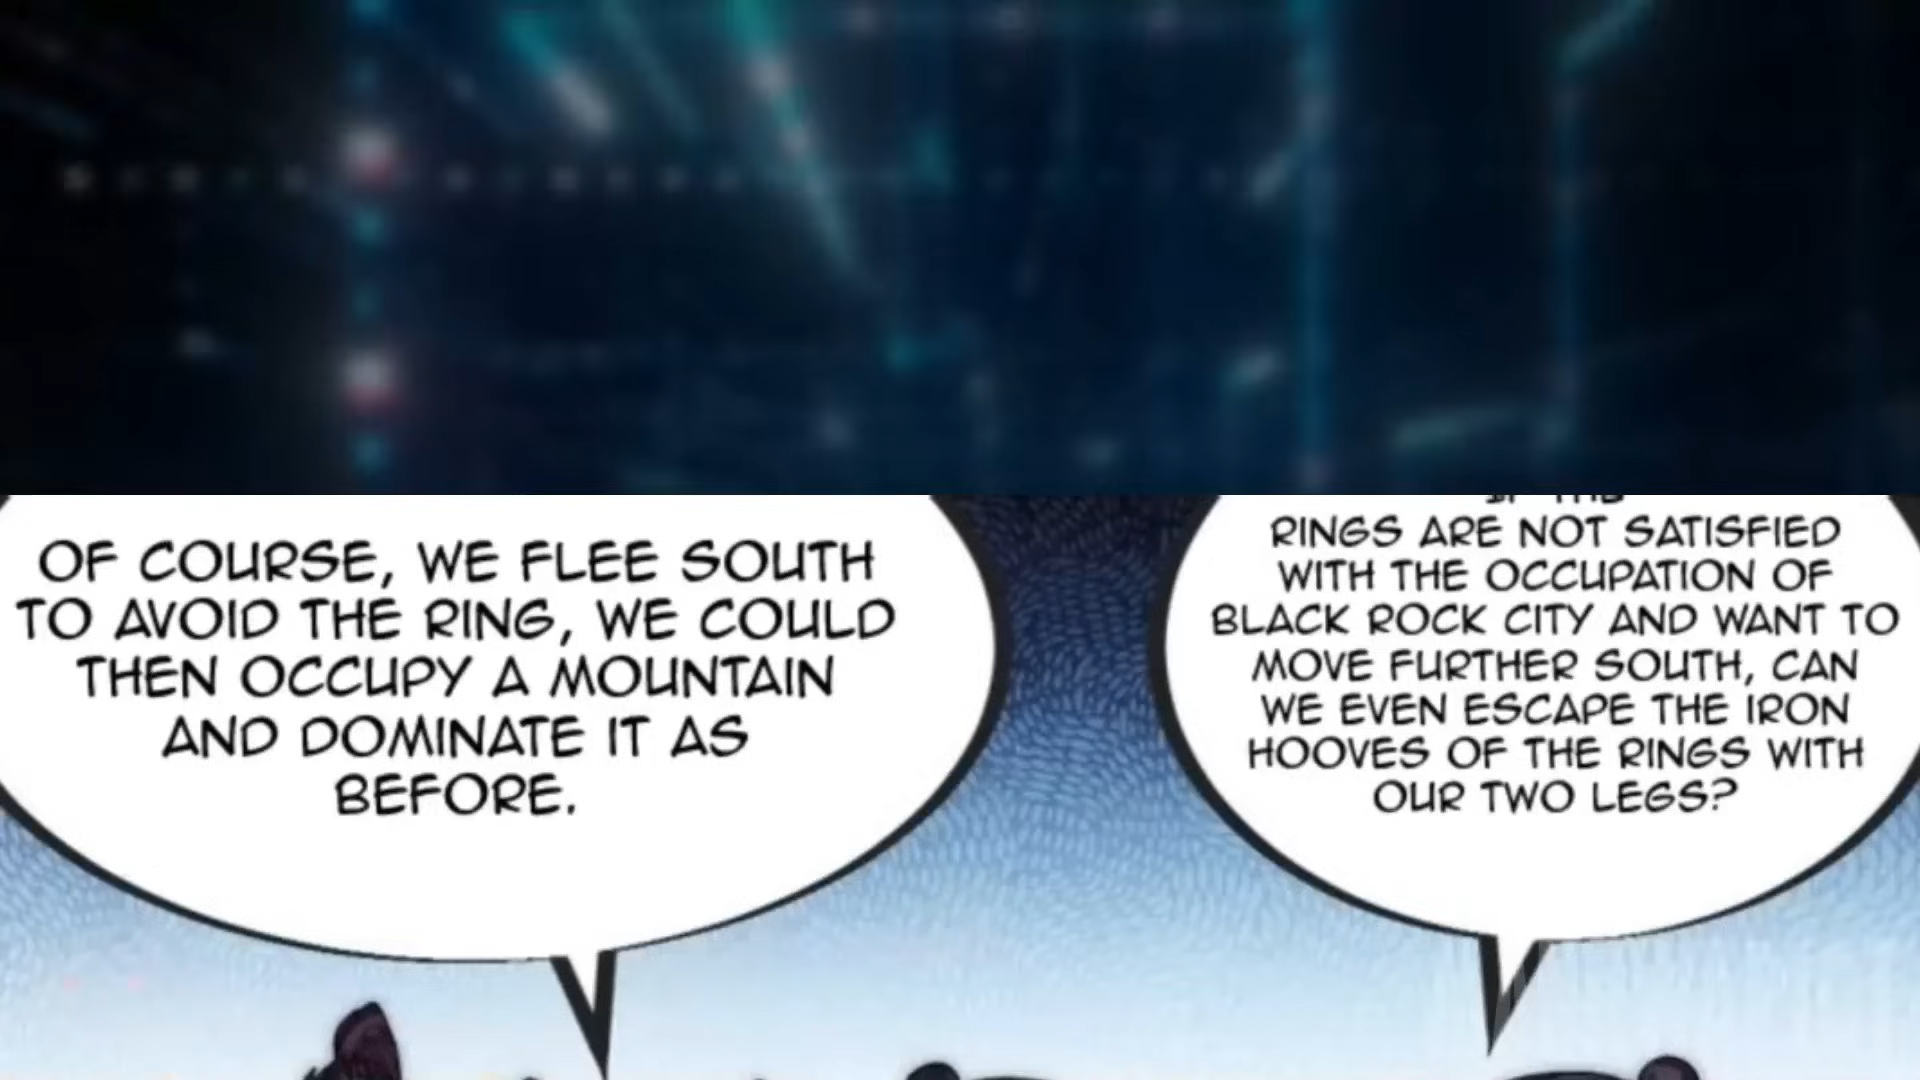 OF COURSE, WE FLEE SOUTH
TO AVOID THE RING, WE COULD
THEN OCCUPY A MOUNTAIN
AND DOMINATE IT AS
BEFORE.
RINGS ARE NOT SATISFIED
WITH THE OCCUPATION OF
BLACK ROCK CITY AND WANT TO
MOVE FURTHER SOUTH, CAN
WE EVEN ESCAPE THE IRON
HOOVES OF THE RINGS WITH
OUR TWO LEGS?